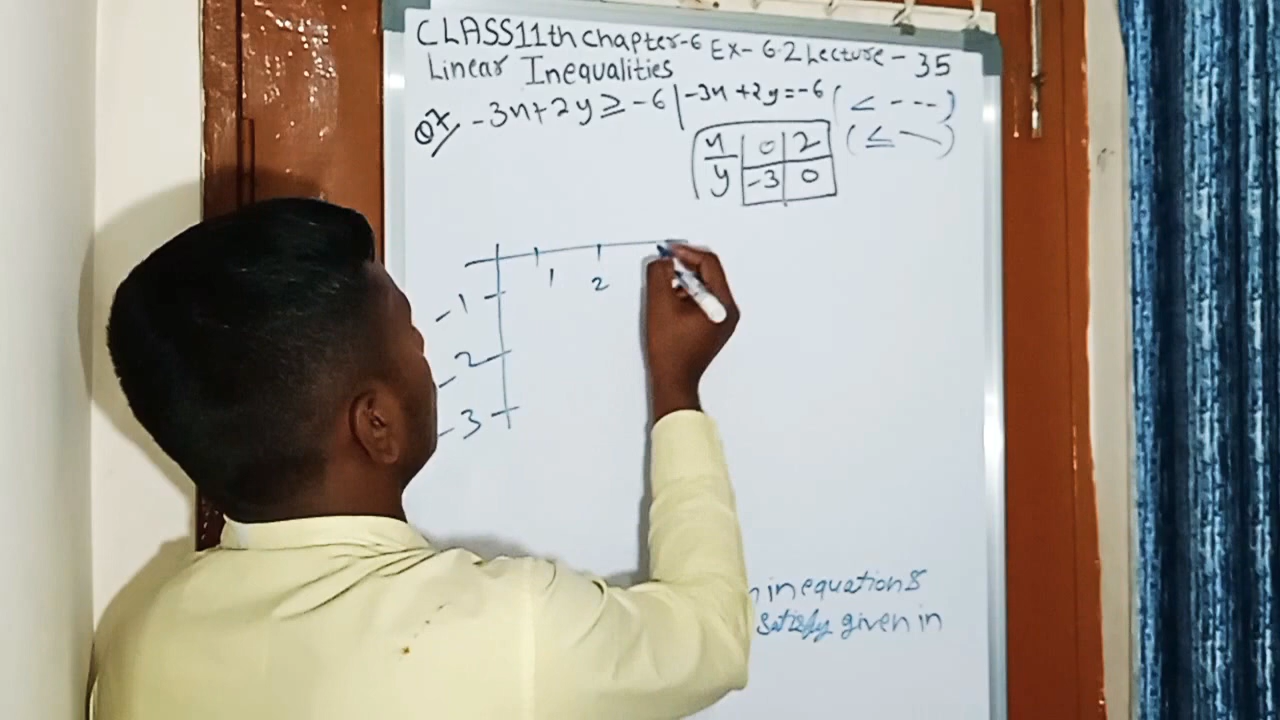 CLASS11th Chapter-6 Ex-6.2 Lecture-35
Linear Inequalities
Q7 -3x+2y≥-6 | -3x+2y=-6 (< ---)
(≤ —)
x 0 2
y -3 0
1 2
-1
-2
-3
inequations
satisfy given in